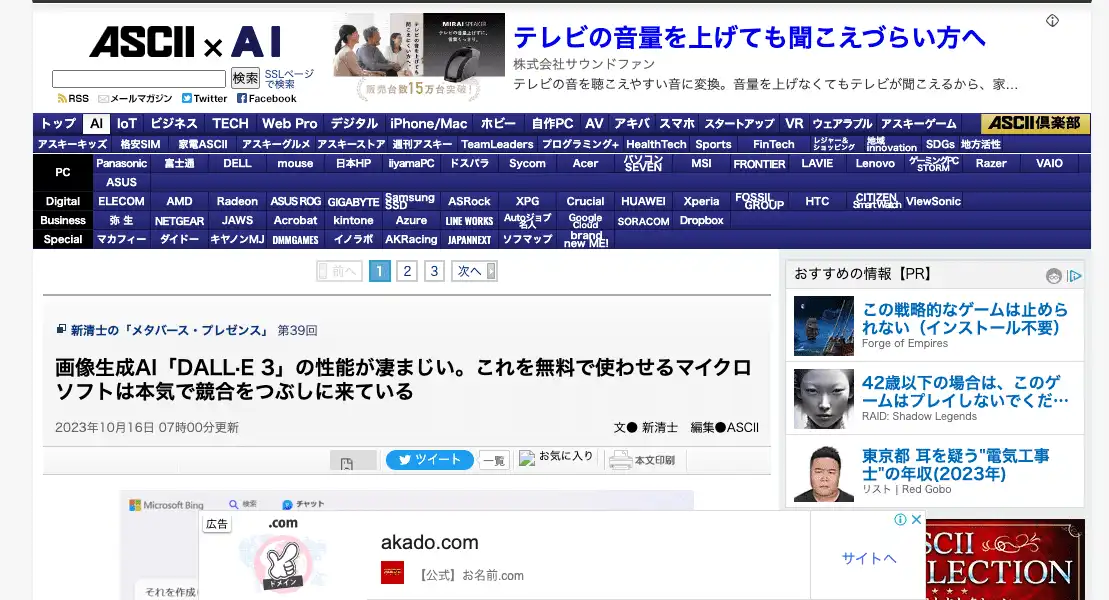 ASCII × AI
検索 SSLページで検索
RSS メールマガジン Twitter Facebook
MIRAI SPEAKER
販売台数15万台突破!
テレビの音量を上げても聞こえづらい方へ
株式会社サウンドファン
テレビの音を聴こえやすい音に変換。音量を上げなくてもテレビが聞こえるから、家…
トップ AI IoT ビジネス TECH Web Pro デジタル iPhone/Mac ホビー 自作PC AV アキバ スマホ スタートアップ VR ウェアラブル アスキーゲーム ASCII倶楽部
アスキーキッズ 格安SIM 家電ASCII アスキーグルメ アスキーストア 週刊アスキー TeamLeaders プログラミング+ HealthTech Sports FinTech レジャー&ショッピング 地域innovation SDGs 地方活性
PC Panasonic 富士通 DELL mouse 日本HP iiyamaPC ドスパラ Sycom Acer パソコンSEVEN MSI FRONTIER LAVIE Lenovo ゲーミングPC STORM Razer VAIO
ASUS
Digital ELECOM AMD Radeon ASUS ROG GIGABYTE Samsung SSD ASRock XPG Crucial HUAWEI Xperia FOSSIL GROUP HTC CITIZEN SmartWatch ViewSonic
Business 弥生 NETGEAR JAWS Acrobat kintone Azure LINE WORKS Autoジョブ名人 Google Cloud SORACOM Dropbox
Special マカフィー ダイドー キヤノンMJ DMMGAMES イノラボ AKRacing JAPANNEXT ソフマップ brand new ME!
前へ 1 2 3 次へ
新清士の「メタバース・プレゼンス」 第39回
画像生成AI「DALL·E 3」の性能が凄まじい。これを無料で使わせるマイクロ
ソフトは本気で競合をつぶしに来ている
2023年10月16日 07時00分更新
文● 新清士 編集●ASCII
ツイート 一覧 お気に入り 本文印刷
Microsoft Bing 検索 チャット
それを作成
広告
.com
ドメイン
akado.com
【公式】お名前.com
サイトへ
おすすめの情報【PR】
この戦略的なゲームは止めら
れない（インストール不要）
Forge of Empires
42歳以下の場合は、このゲ
ームはプレイしないでくだ…
RAID: Shadow Legends
東京都 耳を疑う"電気工事
士"の年収(2023年)
リスト | Red Gobo
SCII
LECTION